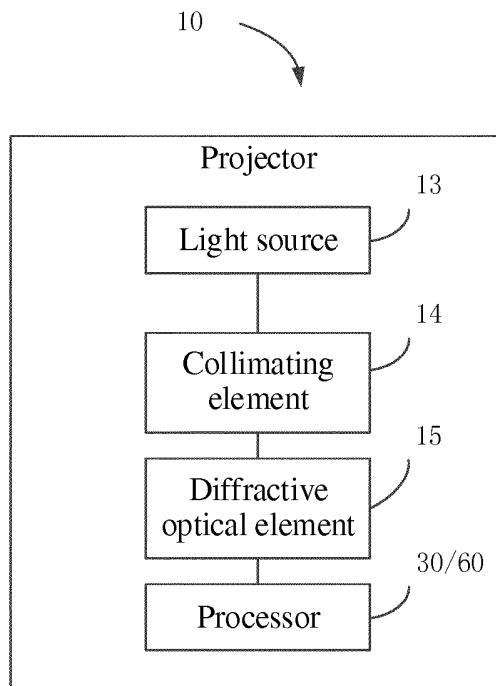 10
Projector
13
Light source
14
Collimating
element
15
Diffractive
optical element
30/60
Processor